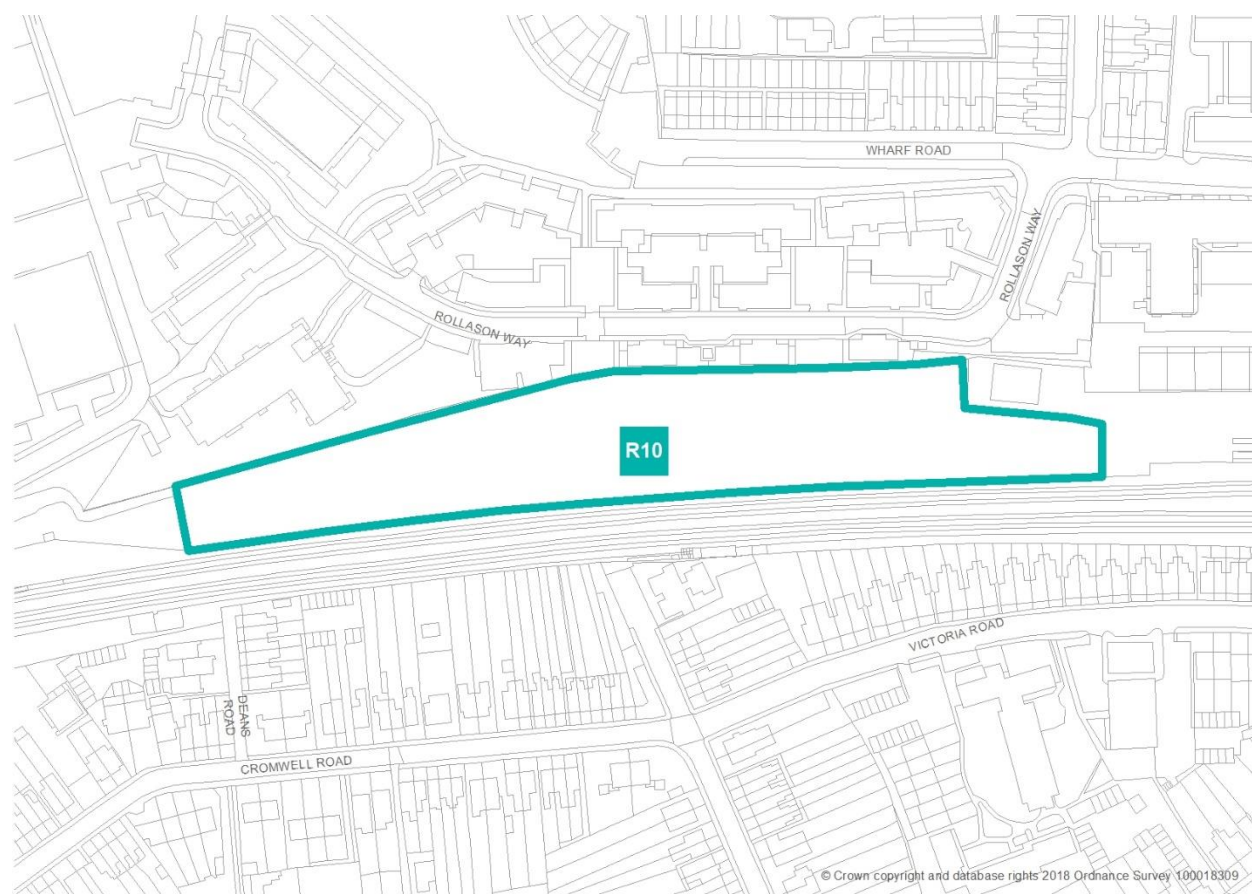 WHARF ROAD
ROLLASON WAY
ROLLASON WAY
R10
VICTORIA ROAD
DEANS
ROAD
CROMWELL ROAD
© Crown copyright and database rights 2018 Ordnance Survey 100018309